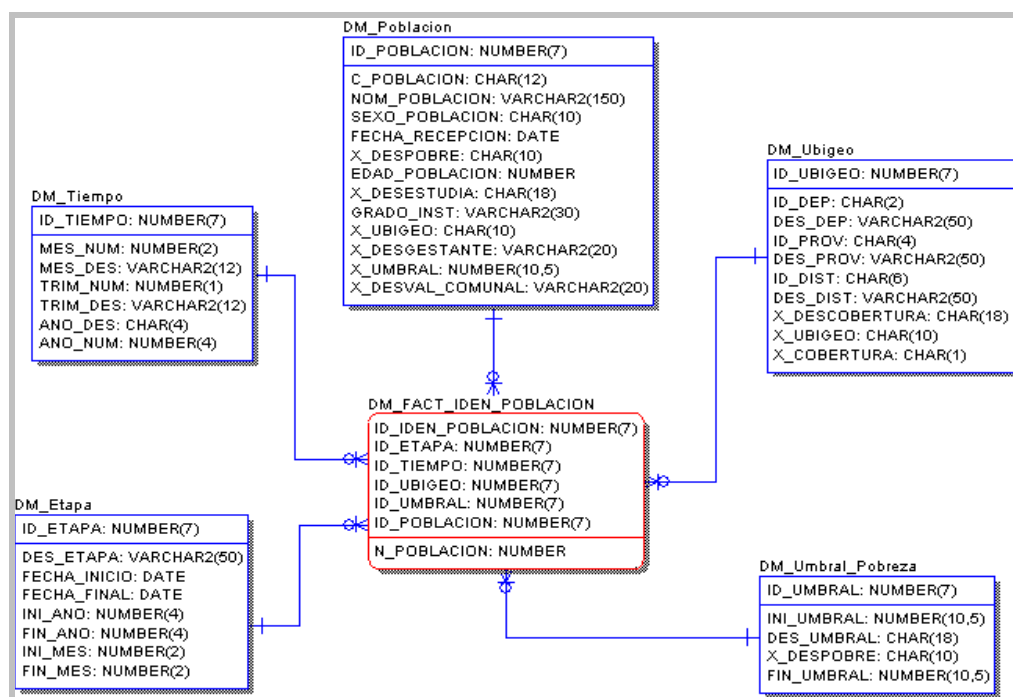 DM_Poblacion
ID_POBLACION: NUMBER(7)
C_POBLACION: CHAR(12)
NOM_POBLACION: VARCHAR2(150)
SEXO_POBLACION: CHAR(10)
FECHA_RECEPCION: DATE
X_DESPOBRE: CHAR(10)
EDAD_POBLACION: NUMBER
X_DESESTUDIA: CHAR(18)
GRADO_INST: VARCHAR2(30)
X_UBIGEO: CHAR(10)
X_DESGESTANTE: VARCHAR2(20)
X_UMBRAL: NUMBER(10,5)
X_DESVAL_COMUNAL: VARCHAR2(20)
DM_Ubigeo
ID_UBIGEO: NUMBER(7)
ID_DEP: CHAR(2)
DES_DEP: VARCHAR2(50)
ID_PROV: CHAR(4)
DES_PROV: VARCHAR2(50)
ID_DIST: CHAR(6)
DES_DIST: VARCHAR2(50)
X_DESCOBERTURA: CHAR(18)
X_UBIGEO: CHAR(10)
X_COBERTURA: CHAR(1)
DM_Tiempo
ID_TIEMPO: NUMBER(7)
MES_NUM: NUMBER(2)
MES_DES: VARCHAR2(12)
TRIM_NUM: NUMBER(1)
TRIM_DES: VARCHAR2(12)
ANO_DES: CHAR(4)
ANO_NUM: NUMBER(4)
DM_FACT_IDEN_POBLACION
ID_IDEN_POBLACION: NUMBER(7)
ID_ETAPA: NUMBER(7)
ID_TIEMPO: NUMBER(7)
ID_UBIGEO: NUMBER(7)
ID_UMBRAL: NUMBER(7)
ID_POBLACION: NUMBER(7)
N_POBLACION: NUMBER
DM_Etapa
ID_ETAPA: NUMBER(7)
DES_ETAPA: VARCHAR2(50)
FECHA_INICIO: DATE
FECHA_FINAL: DATE
INI_ANO: NUMBER(4)
FIN_ANO: NUMBER(4)
INI_MES: NUMBER(2)
FIN_MES: NUMBER(2)
DM_Umbral_Pobreza
ID_UMBRAL: NUMBER(7)
INI_UMBRAL: NUMBER(10,5)
DES_UMBRAL: CHAR(18)
X_DESPOBRE: CHAR(10)
FIN_UMBRAL: NUMBER(10,5)